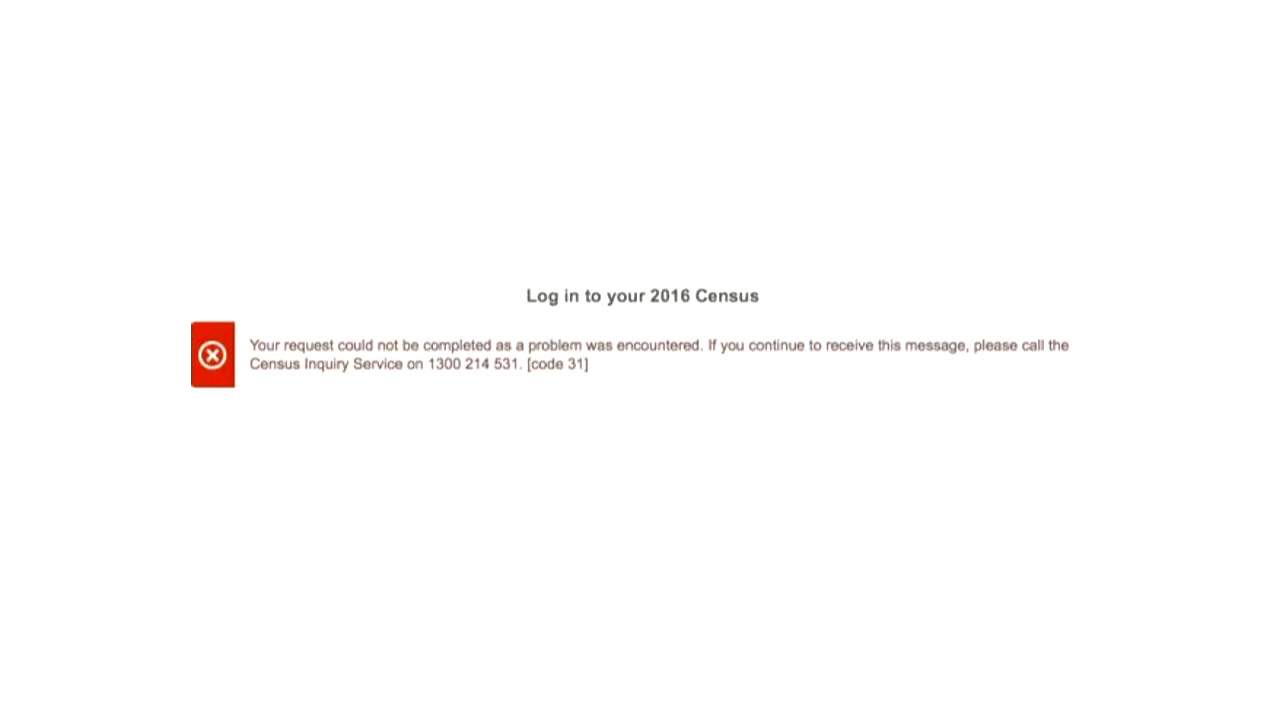 Log in to your 2016 Census
Your request could not be completed as a problem was encountered. If you continue to receive this message, please call the
Census Inquiry Service on 1300 214 531. [code 31]